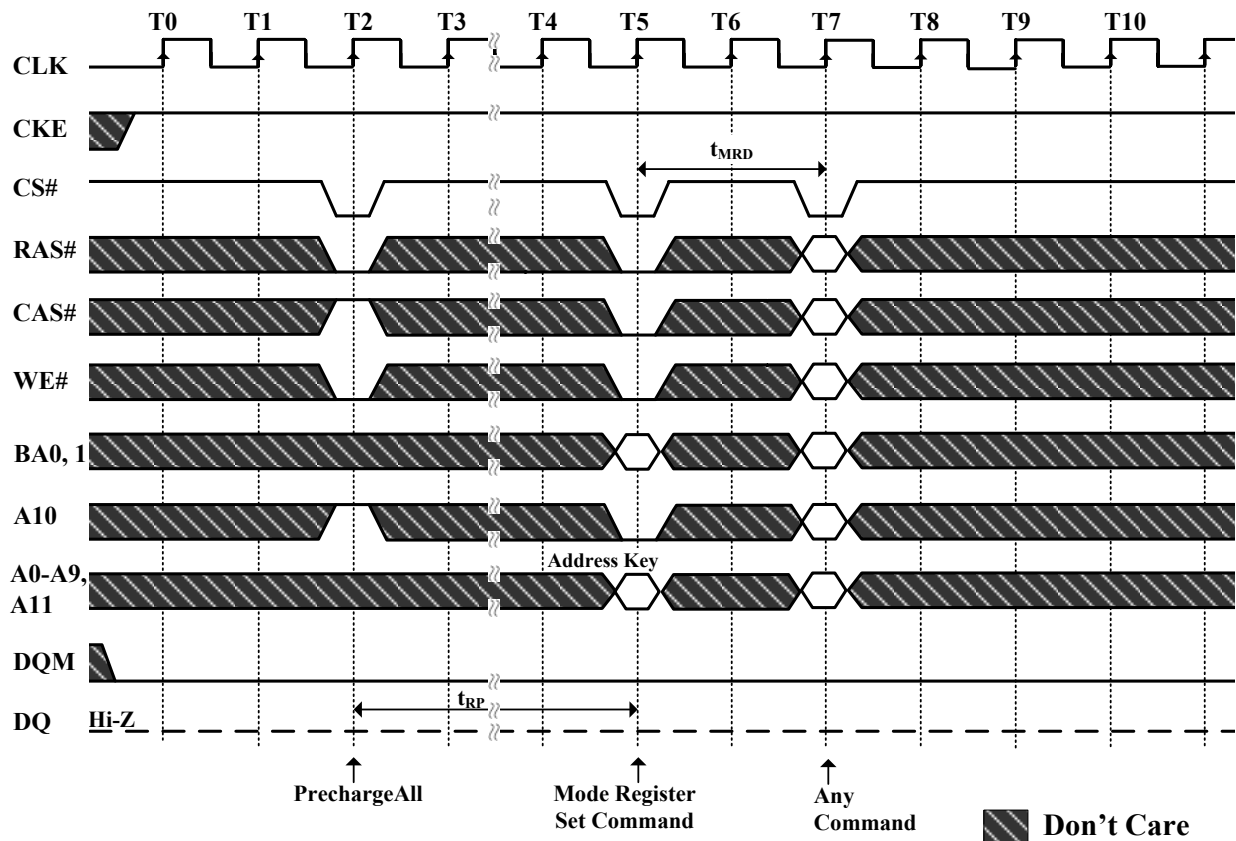 T0 T1 T2 T3 T4 T5 T6 T7 T8 T9 T10
CLK
CKE
tMRD
CS#
RAS#
CAS#
WE#
BA0, 1
A10
Address Key
A0-A9,
A11
DQM
tRP
DQ Hi-Z
PrechargeAll
Mode Register
Set Command
Any
Command
Don't Care